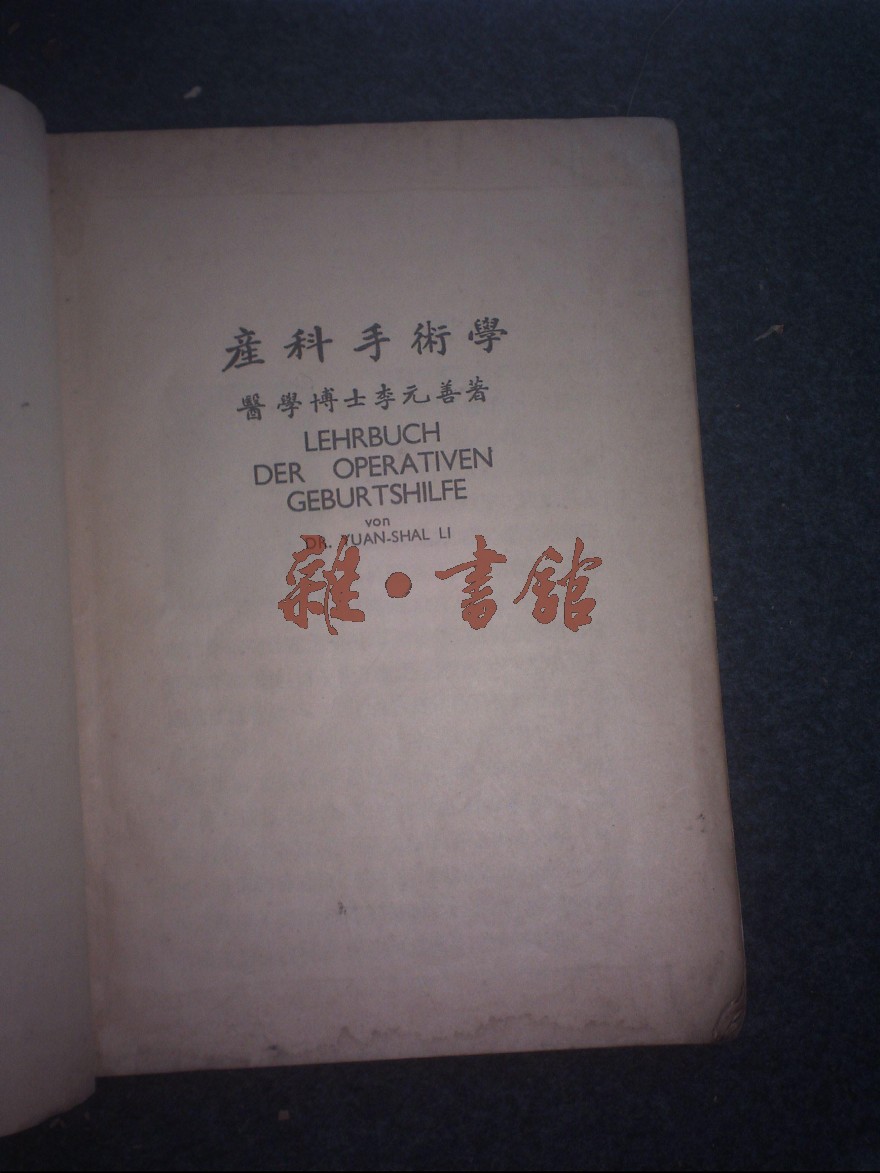 產科手術學
醫學博士李元善著
LEHRBUCH
DER OPERATIVEN
GEBURTSHILFE
von
DR. YUAN-SHAL LI
雜·書館